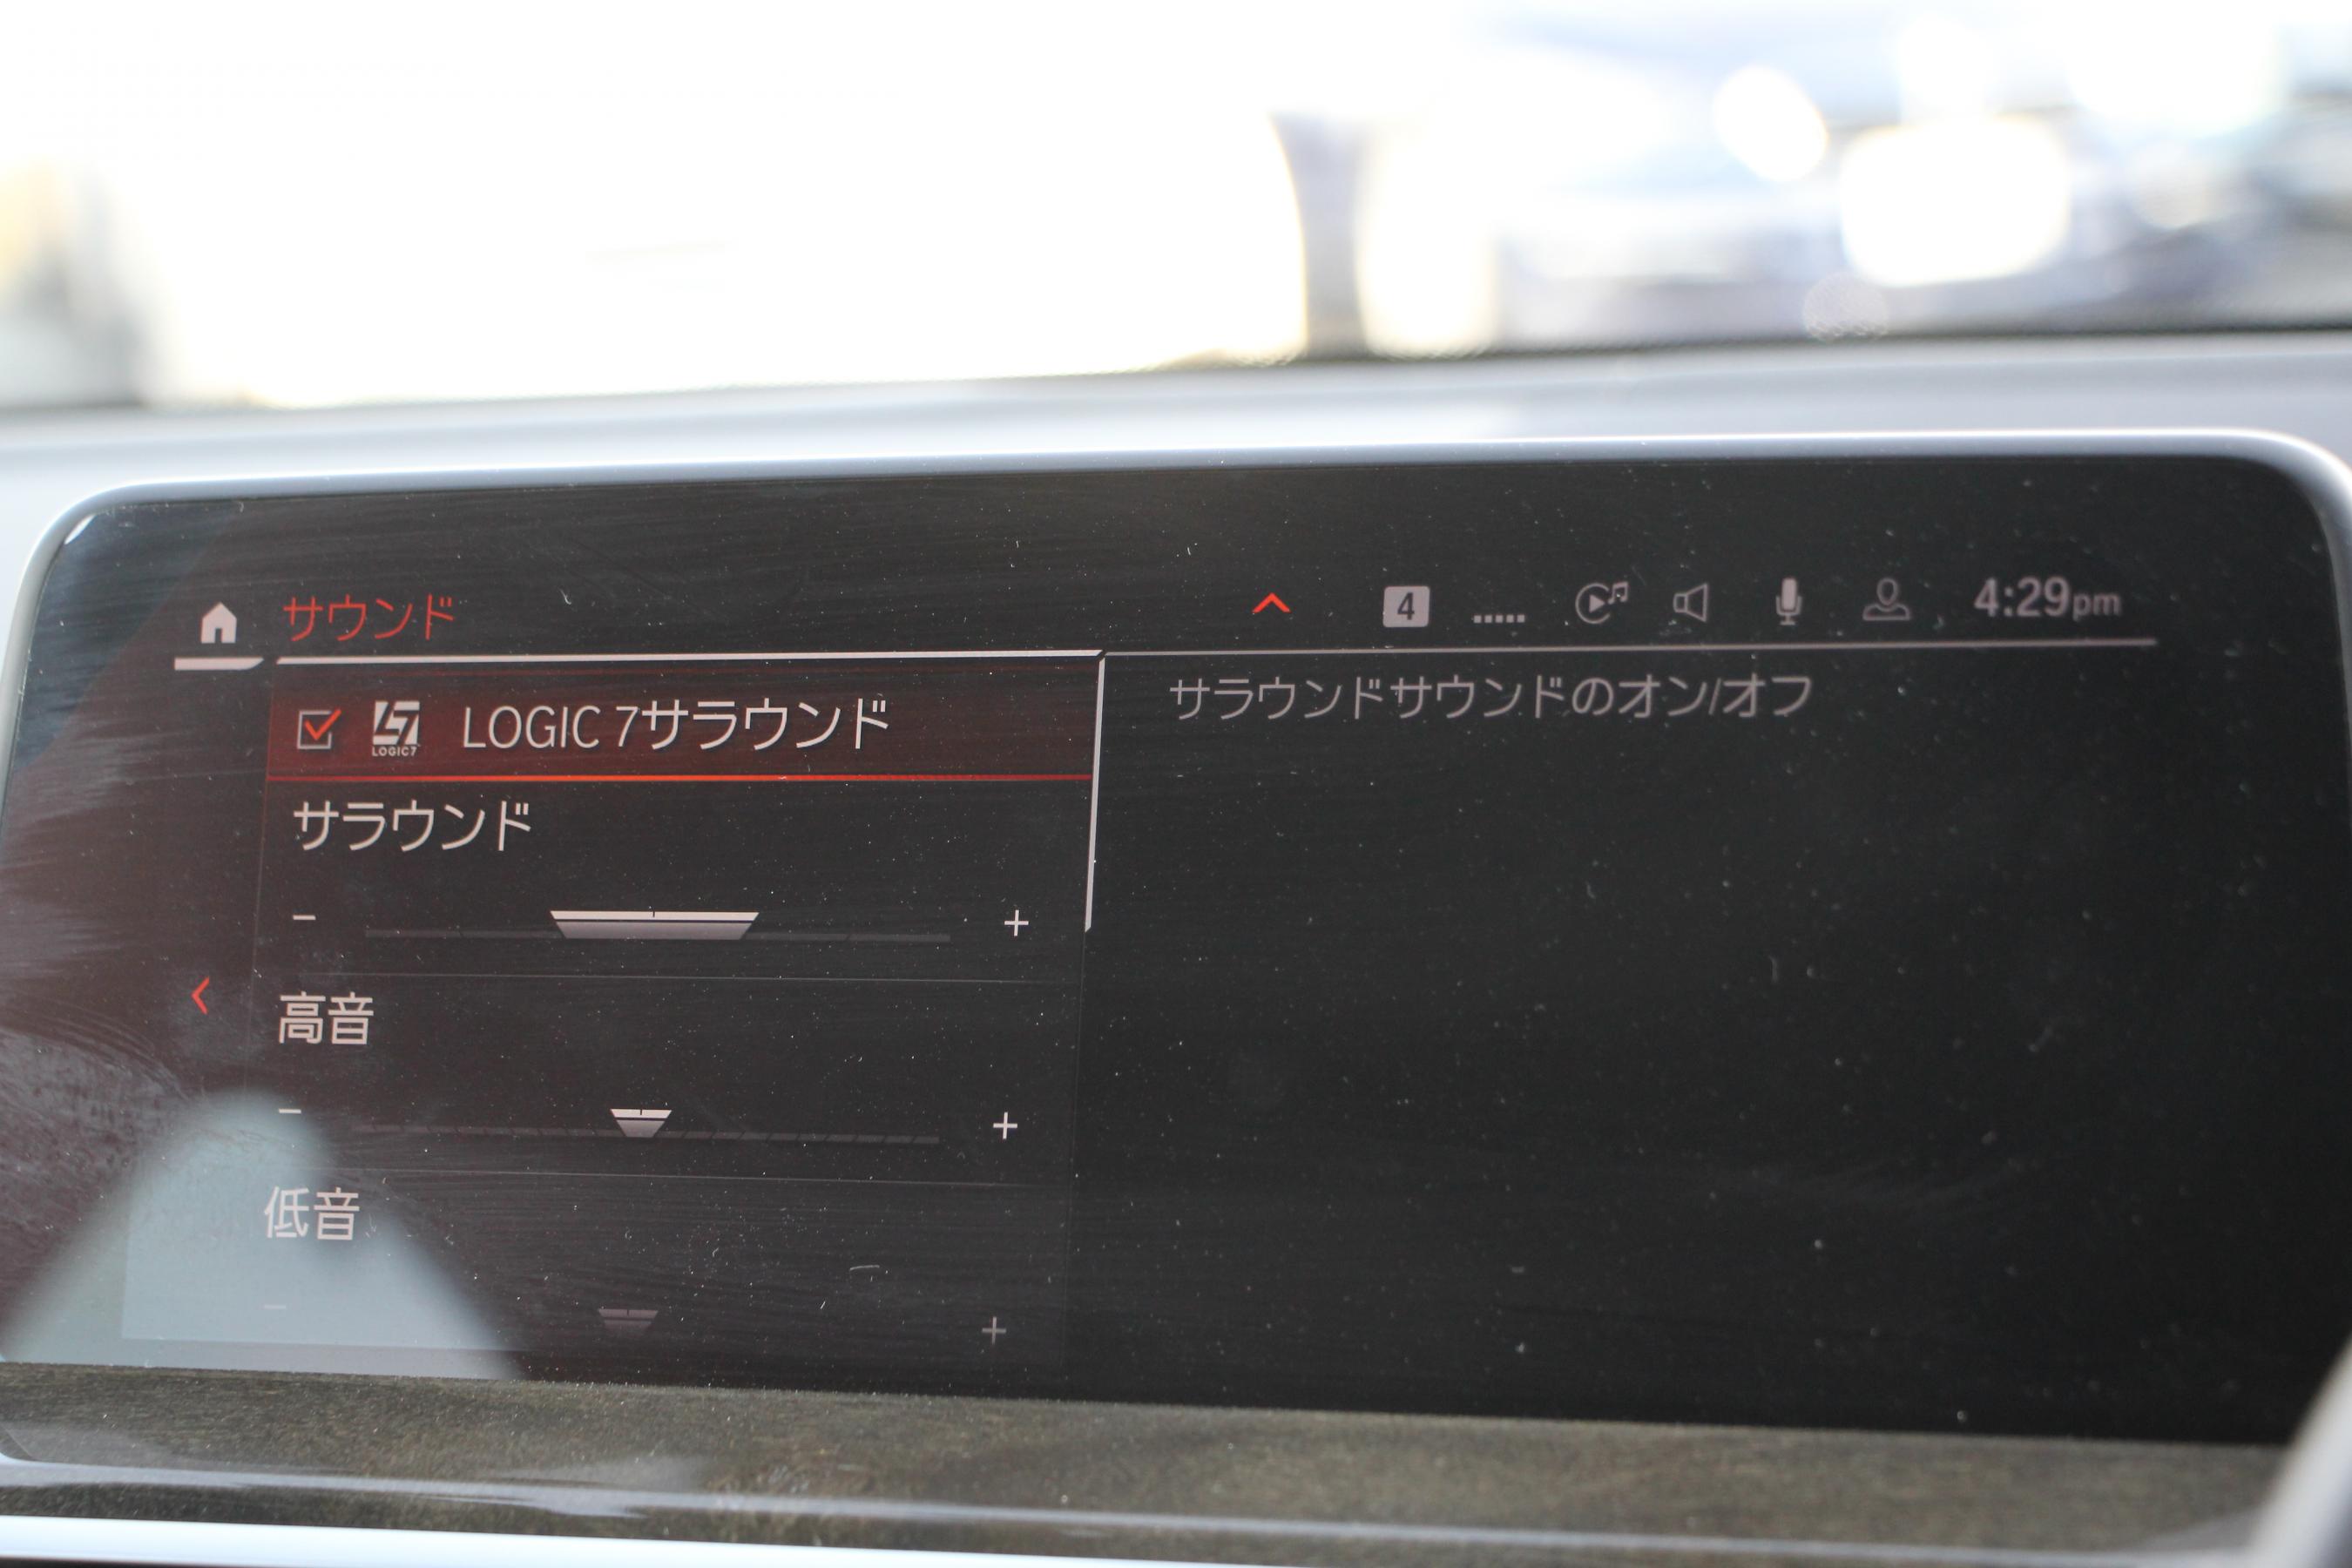 サウンド
4
4:29pm
LOGIC7
LOGIC 7サラウンド
サラウンドサウンドのオン/オフ
サラウンド
− +
高音
− +
低音
− +